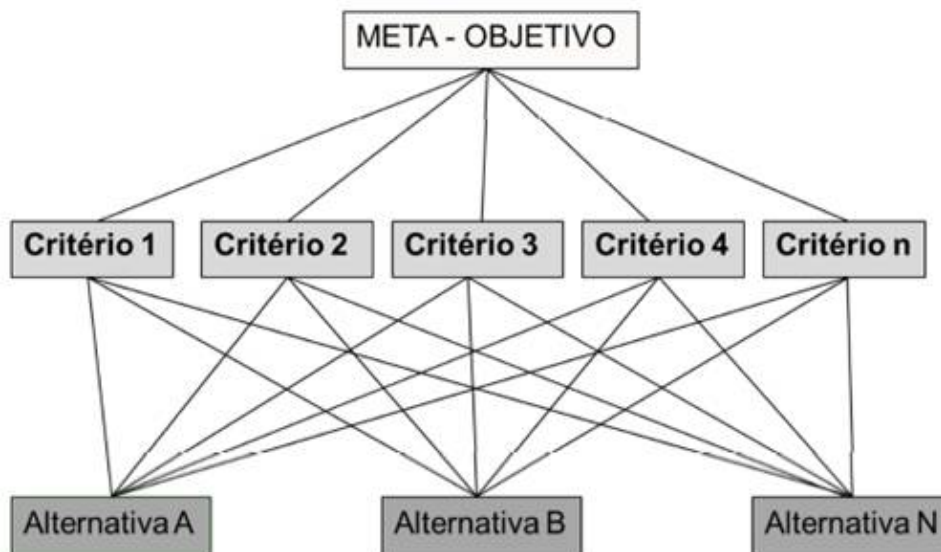 META - OBJETIVO
Critério 1 Critério 2 Critério 3 Critério 4 Critério n
Alternativa A Alternativa B Alternativa N